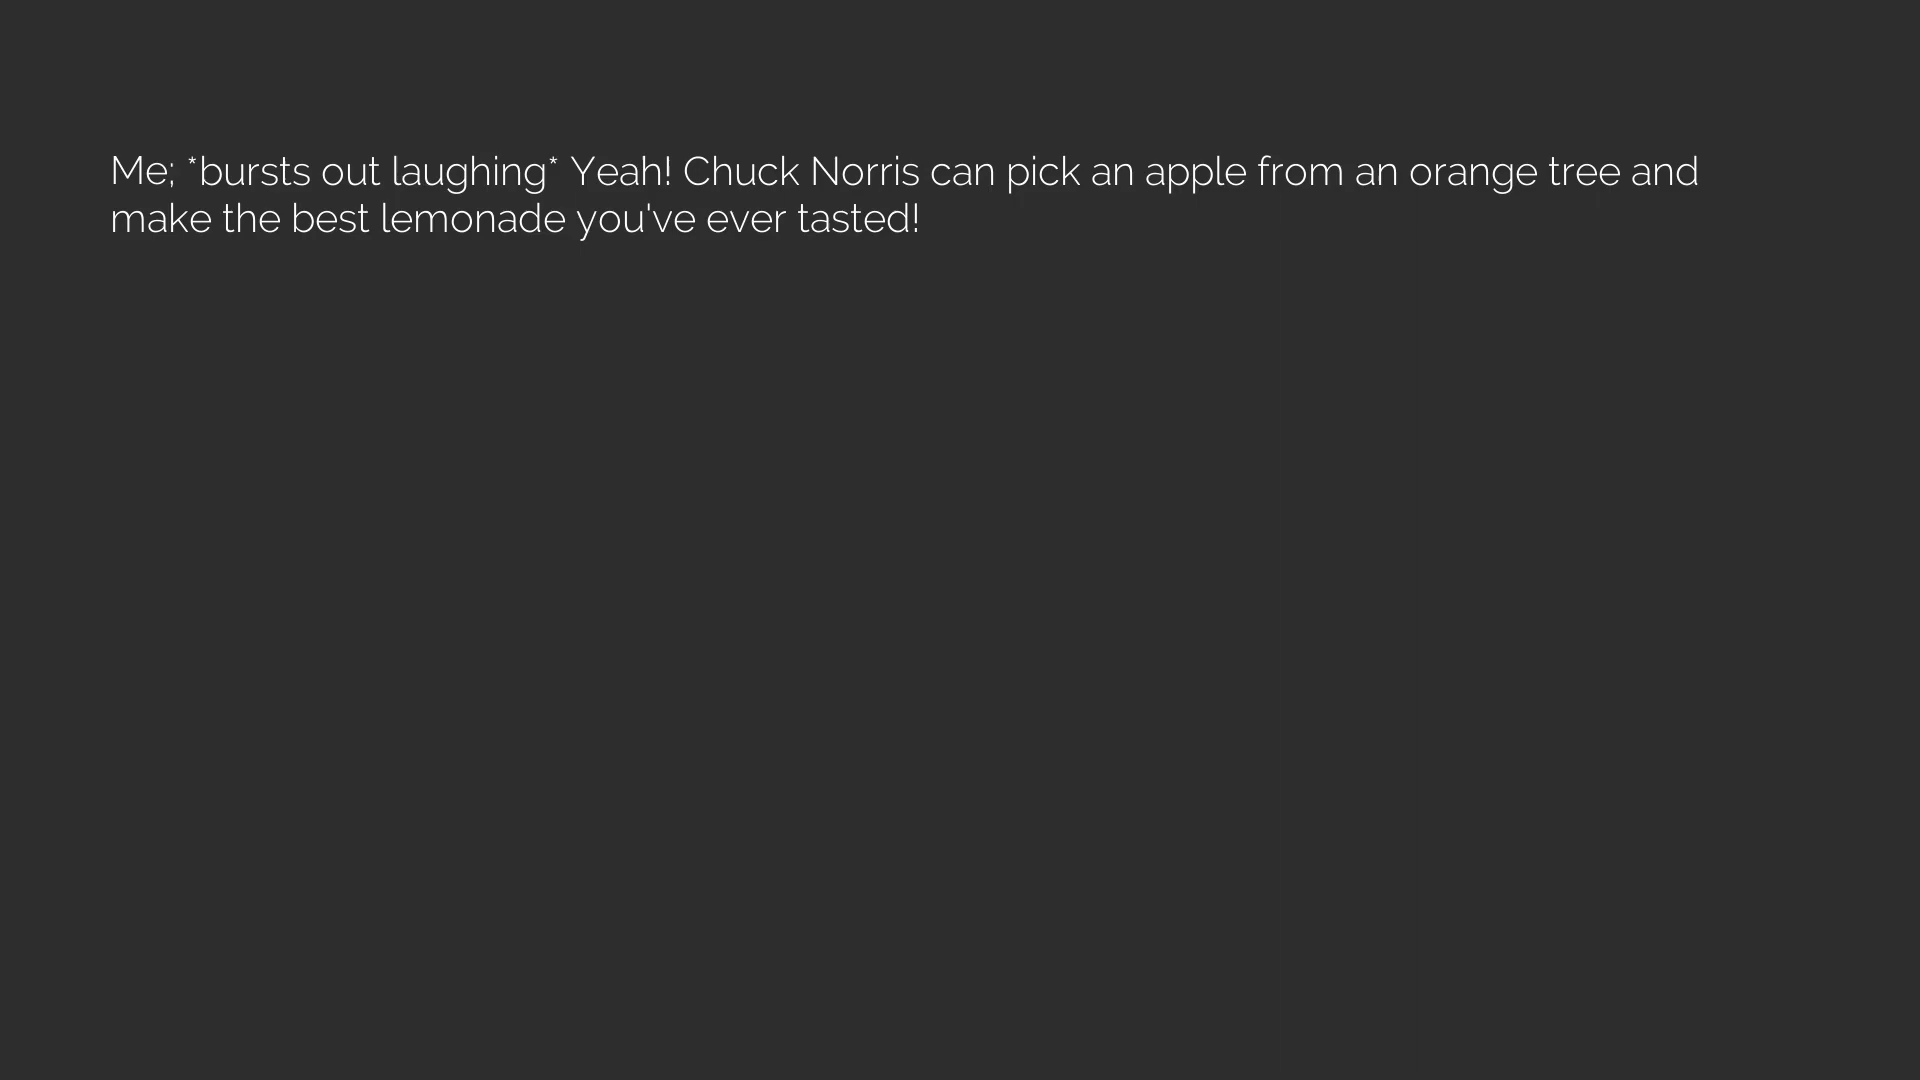 Me; *bursts out laughing* Yeah! Chuck Norris can pick an apple from an orange tree and
make the best lemonade you've ever tasted!